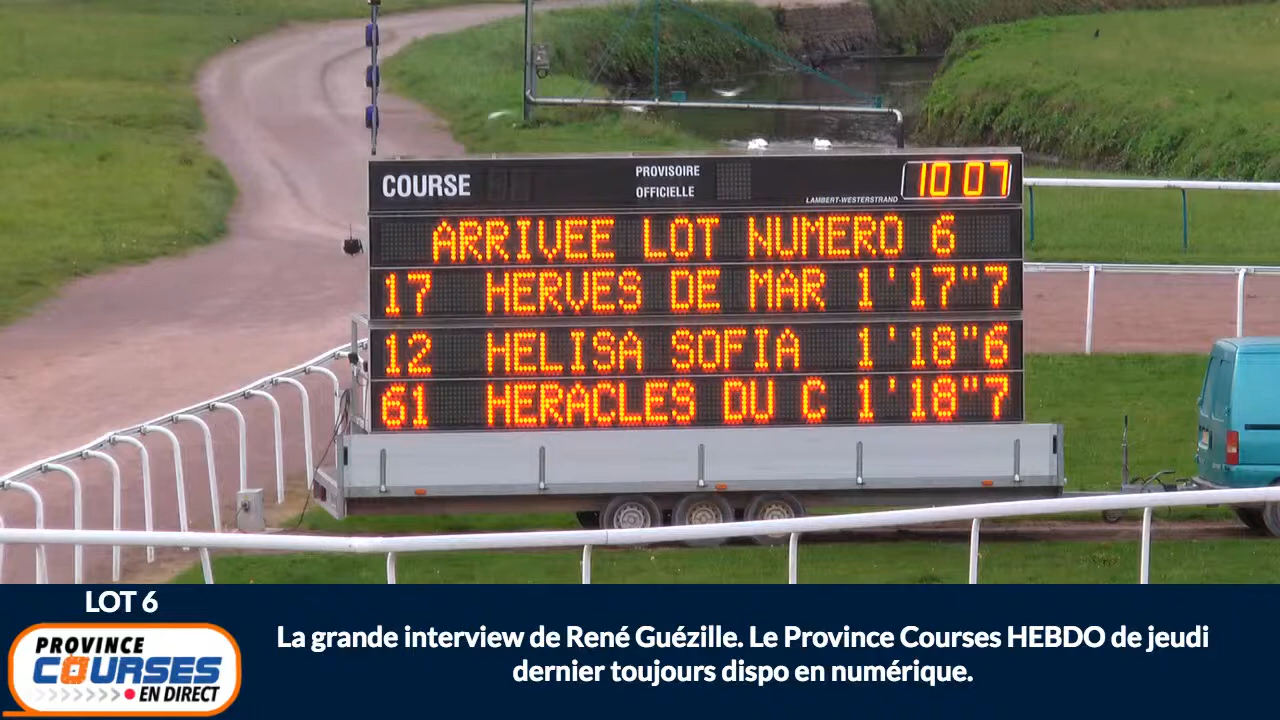 COURSE
PROVISOIRE
OFFICIELLE
LAMBERT-WESTERSTRAND
10 07
ARRIVEE LOT NUMERO 6
17 HERVES DE MAR 1'17"7
12 HELISA SOFIA 1'18"6
61 HERACLES DU C 1'18"7
LOT 6
PROVINCE
COURSES
EN DIRECT
La grande interview de René Guézille. Le Province Courses HEBDO de jeudi
dernier toujours dispo en numérique.